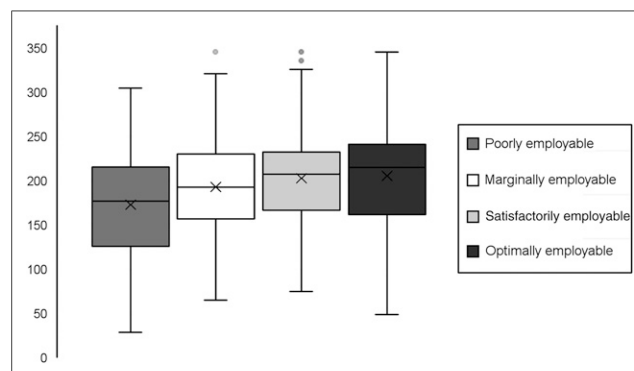 350
300
250
200
150
100
50
0
Poorly employable
Marginally employable
Satisfactorily employable
Optimally employable